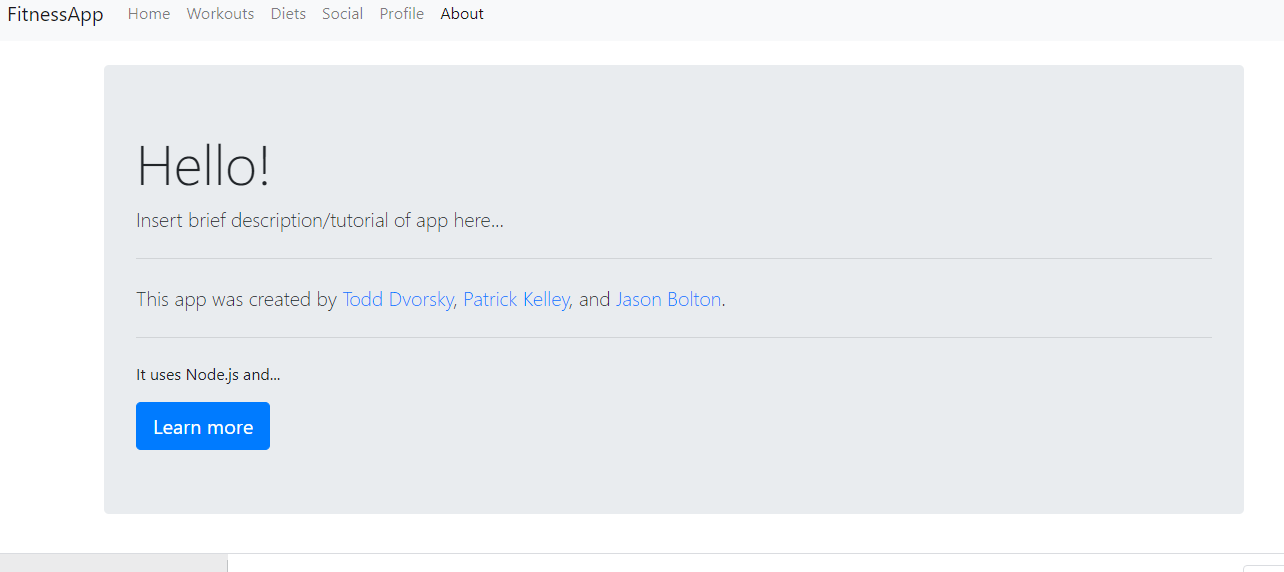 FitnessApp Home Workouts Diets Social Profile About
Hello!
Insert brief description/tutorial of app here...
This app was created by Todd Dvorsky, Patrick Kelley, and Jason Bolton.
It uses Node.js and...
Learn more